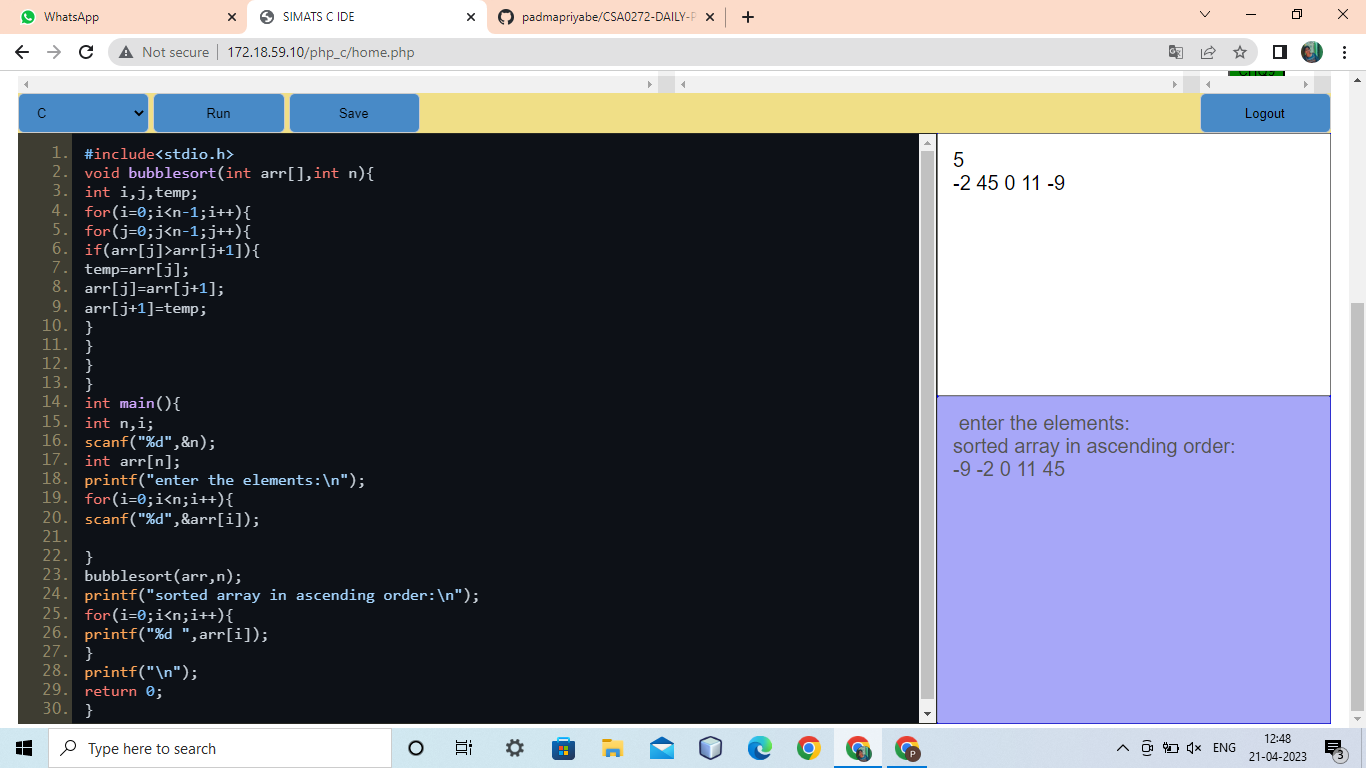 WhatsApp
SIMATS C IDE
padmapriyabe/CSA0272-DAILY-P
Not secure
172.18.59.10/php_c/home.php
C
Run
Save
Logout
1. #include<stdio.h>
2. void bubblesort(int arr[],int n){
3. int i,j,temp;
4. for(i=0;i<n-1;i++){
5. for(j=0;j<n-1;j++){
6. if(arr[j]>arr[j+1]){
7. temp=arr[j];
8. arr[j]=arr[j+1];
9. arr[j+1]=temp;
10. }
11. }
12. }
13. }
14. int main(){
15. int n,i;
16. scanf("%d",&n);
17. int arr[n];
18. printf("enter the elements:\n");
19. for(i=0;i<n;i++){
20. scanf("%d",&arr[i]);
21.
22. }
23. bubblesort(arr,n);
24. printf("sorted array in ascending order:\n");
25. for(i=0;i<n;i++){
26. printf("%d ",arr[i]);
27. }
28. printf("\n");
29. return 0;
30. }
5
-2 45 0 11 -9
enter the elements:
sorted array in ascending order:
-9 -2 0 11 45
Type here to search
P
ENG
12:48
21-04-2023
3